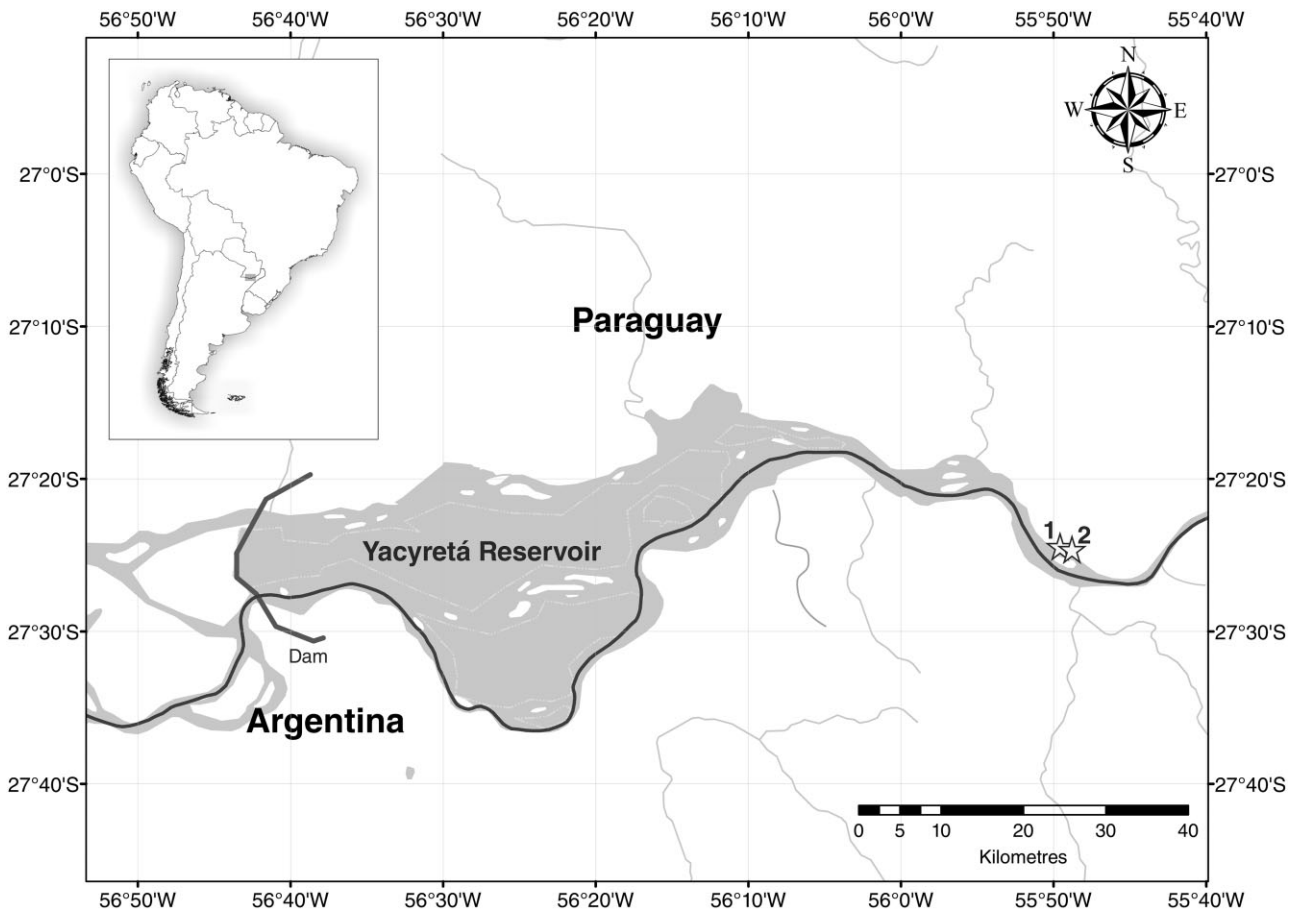 56°50'W 56°40'W 56°30'W 56°20'W 56°10'W 56°0'W 55°50'W 55°40'W
N
W E
S
27°0'S 27°0'S
Paraguay
27°10'S 27°10'S
27°20'S 27°20'S
1 2
Yacyretá Reservoir
27°30'S 27°30'S
Dam
Argentina
27°40'S 27°40'S
0 5 10 20 30 40
Kilometres
56°50'W 56°40'W 56°30'W 56°20'W 56°10'W 56°0'W 55°50'W 55°40'W